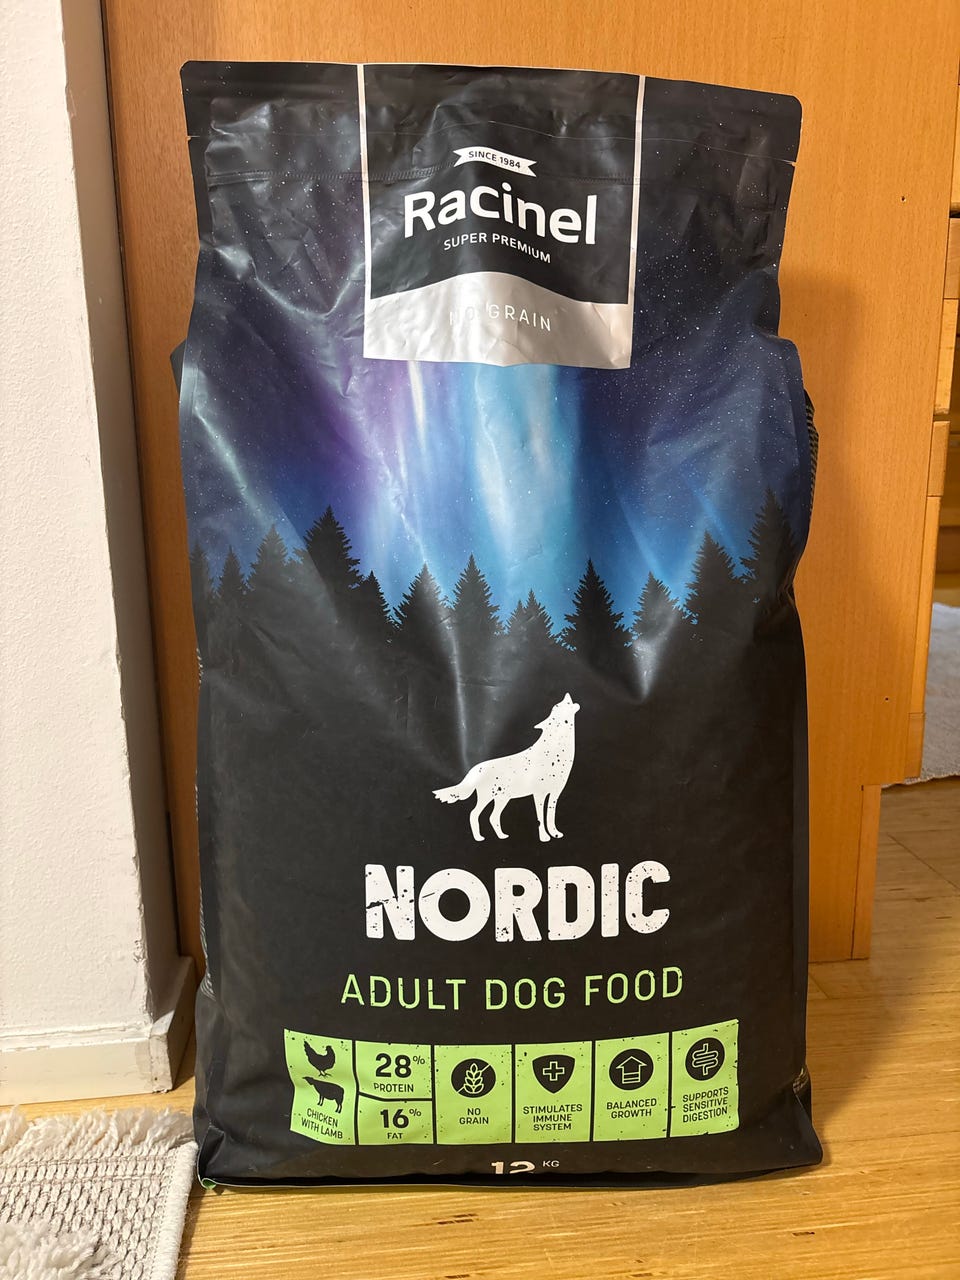 SINCE 1984
Racinel
SUPER PREMIUM
NO GRAIN
NORDIC
ADULT DOG FOOD
CHICKEN
WITH LAMB
28%
PROTEIN
16%
FAT
NO
GRAIN
STIMULATES
IMMUNE
SYSTEM
BALANCED
GROWTH
SUPPORTS
SENSITIVE
DIGESTION
12 KG